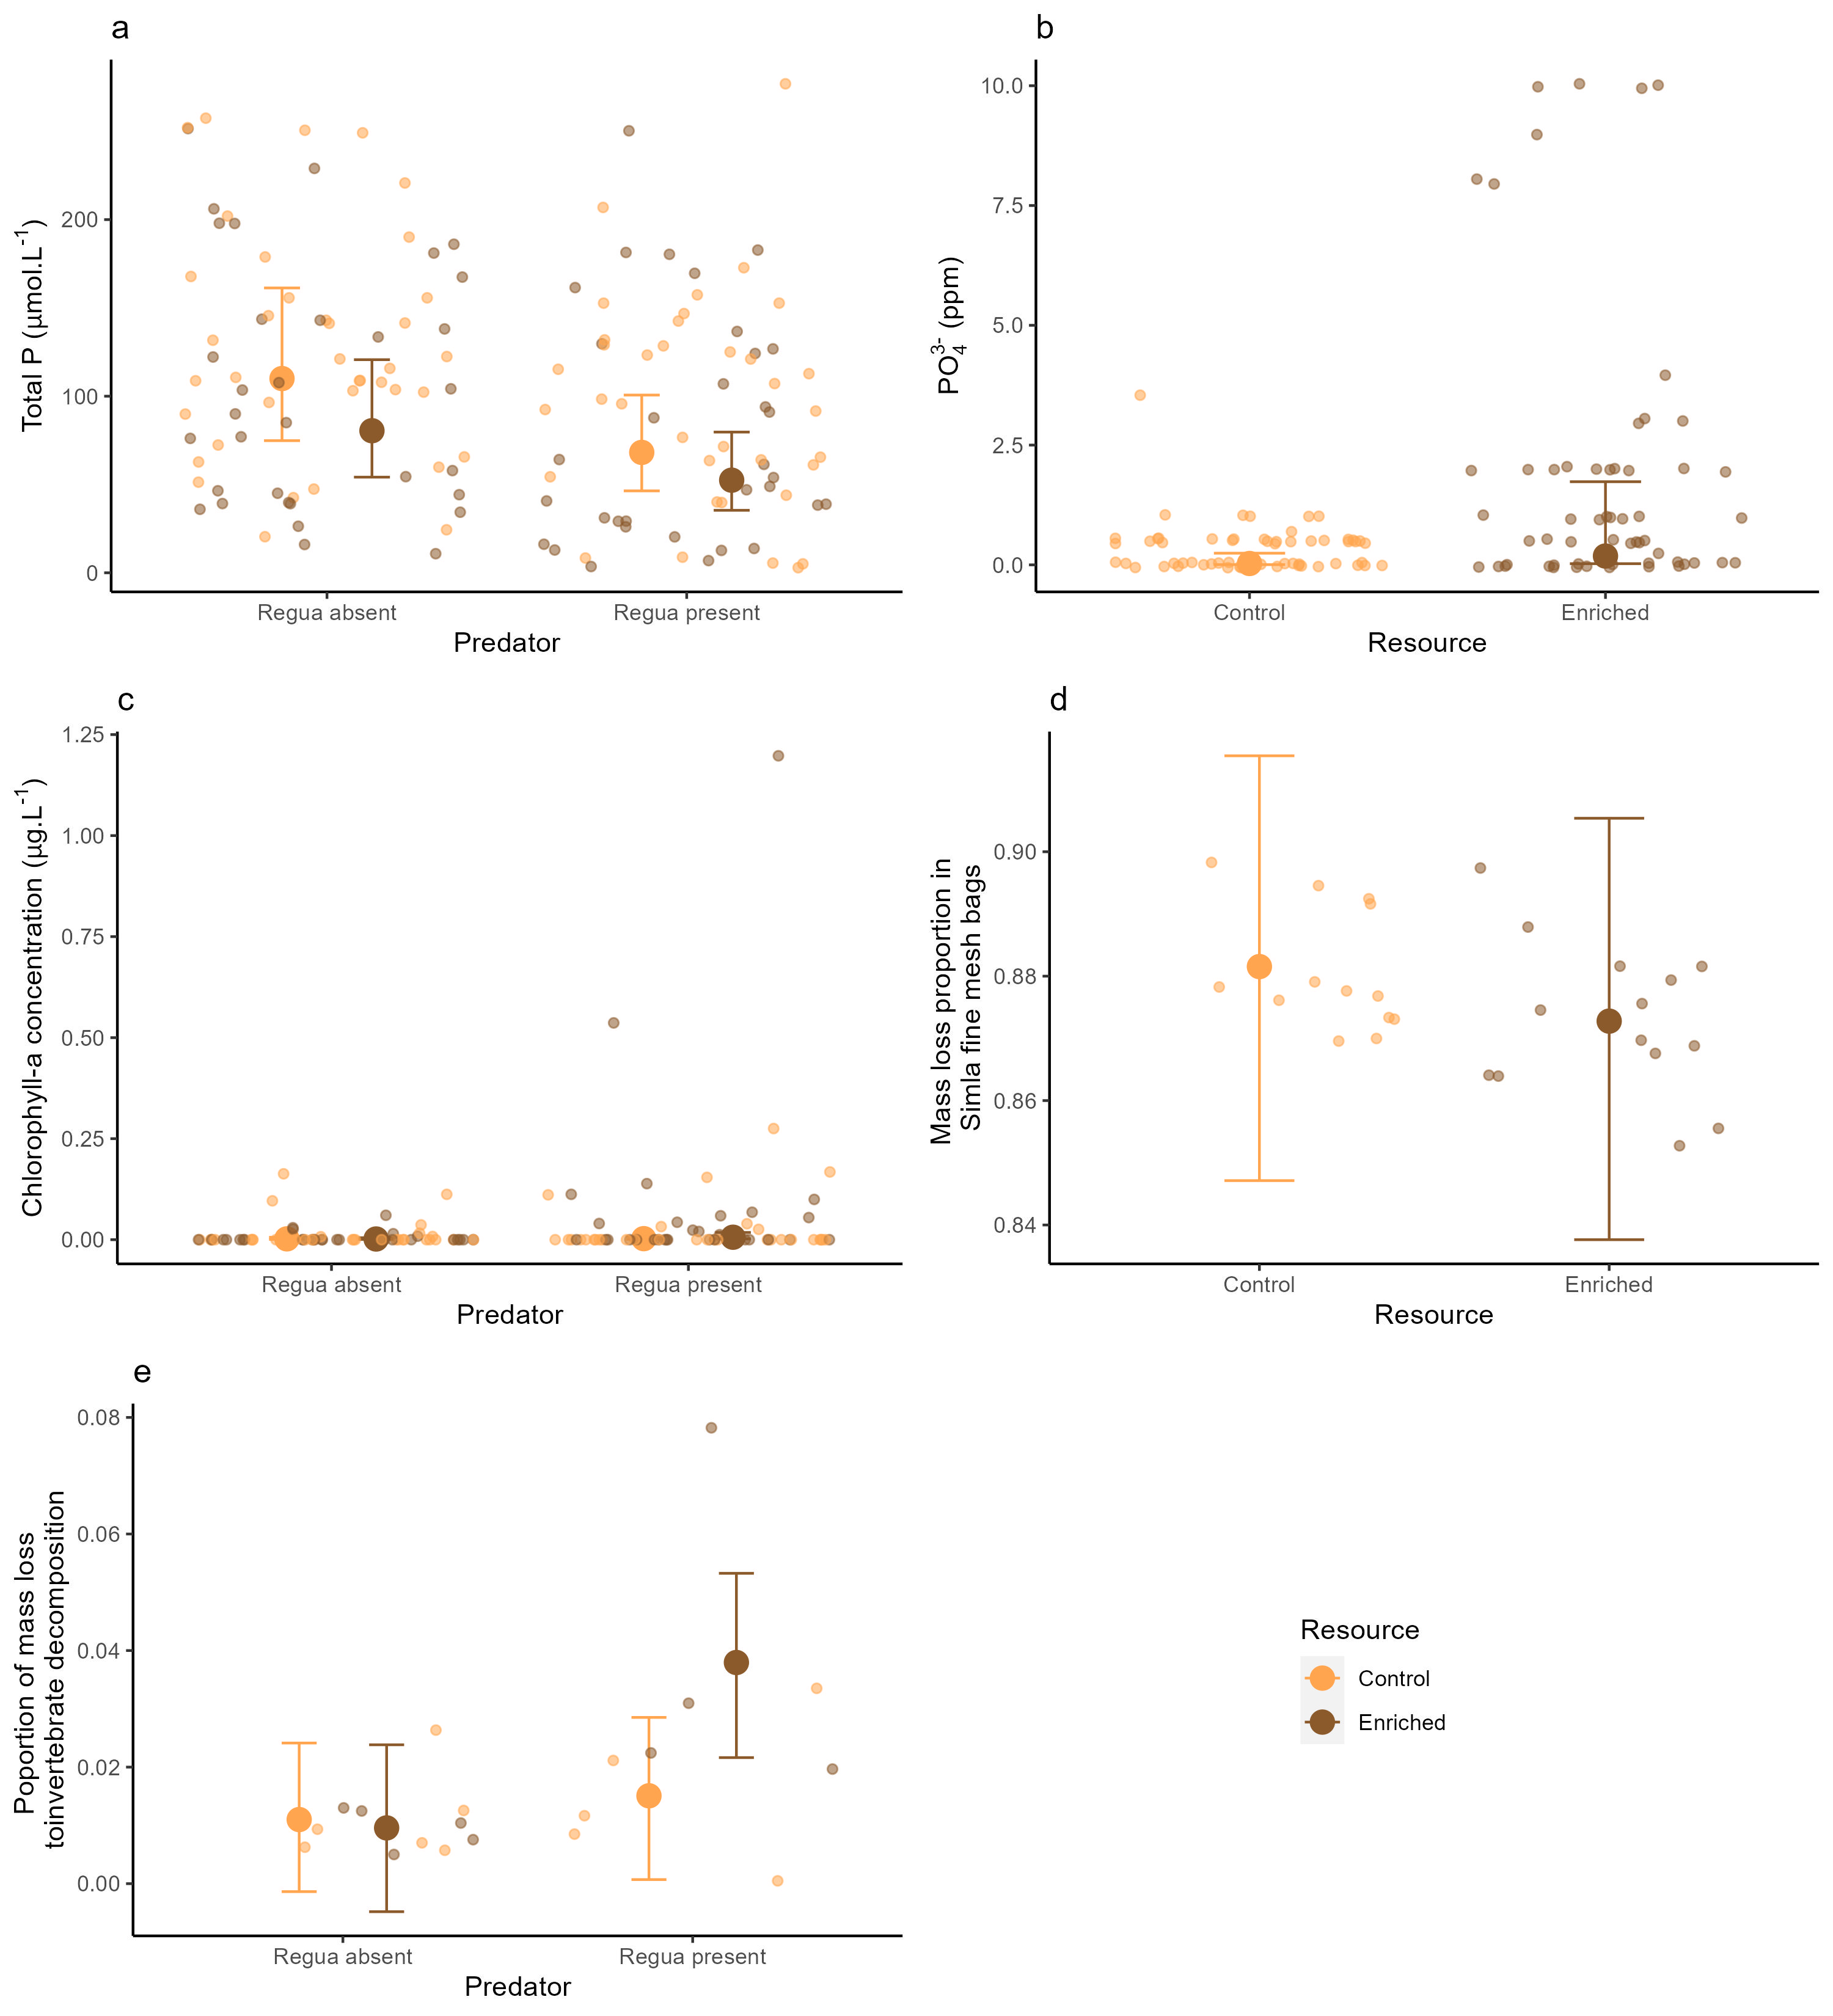 a
Total P (µmol.L⁻¹)
200
100
0
Regua absent
Regua present
Predator
b
PO₄³⁻ (ppm)
10.0
7.5
5.0
2.5
0.0
Control
Enriched
Resource
c
Chlorophyll-a concentration (µg.L⁻¹)
1.25
1.00
0.75
0.50
0.25
0.00
Regua absent
Regua present
Predator
d
Mass loss proportion in
Simla fine mesh bags
0.90
0.88
0.86
0.84
Control
Enriched
Resource
e
Poportion of mass loss
toinvertebrate decomposition
0.08
0.06
0.04
0.02
0.00
Regua absent
Regua present
Predator
Resource
Control
Enriched